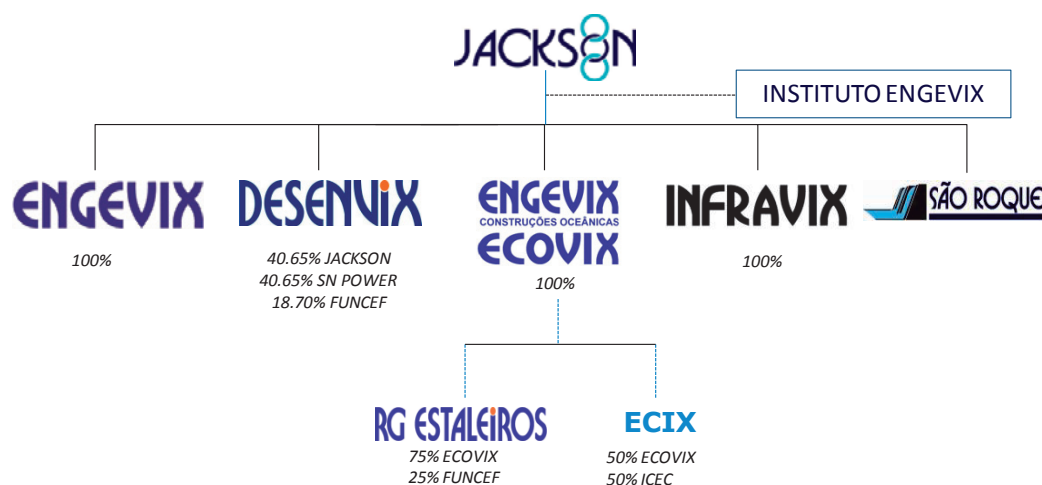 JACKSON
INSTITUTO ENGEVIX
ENGEVIX
100%
DESENVIX
40.65% JACKSON
40.65% SN POWER
18.70% FUNCEF
ENGEVIX
CONSTRUÇÕES OCEÂNICAS
ECOVIX
100%
INFRAVIX
100%
SÃO ROQUE
RG ESTALEIROS
75% ECOVIX
25% FUNCEF
ECIX
50% ECOVIX
50% ICEC